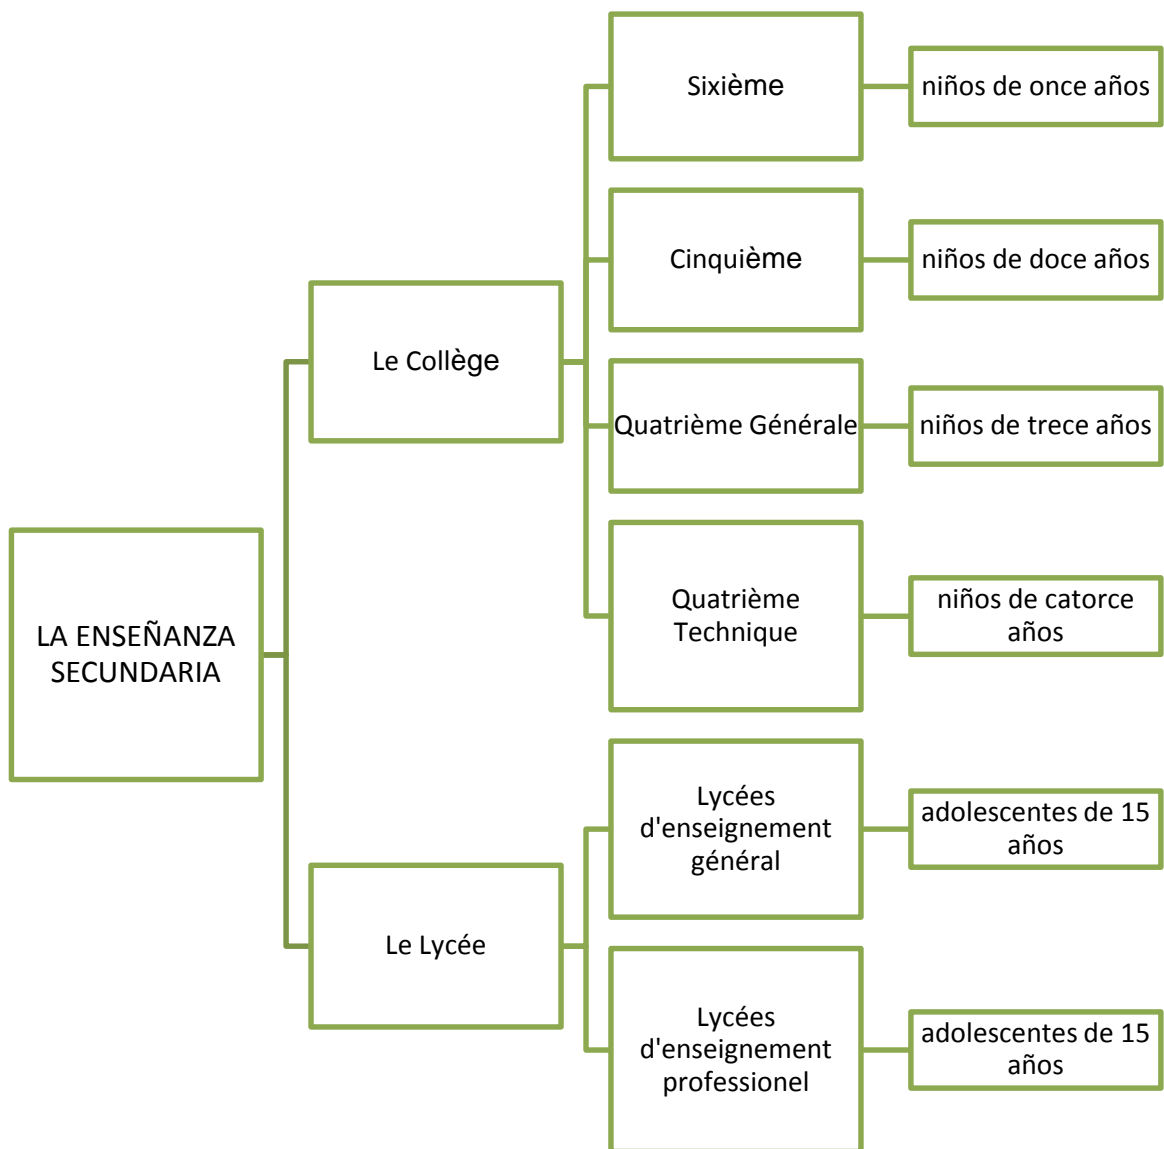 Sixième
niños de once años
Cinquième
niños de doce años
Le Collège
Quatrième Générale
niños de trece años
LA ENSEÑANZA
SECUNDARIA
Quatrième
Technique
niños de catorce
años
Lycées
d'enseignement
général
adolescentes de 15
años
Le Lycée
Lycées
d'enseignement
professionel
adolescentes de 15
años